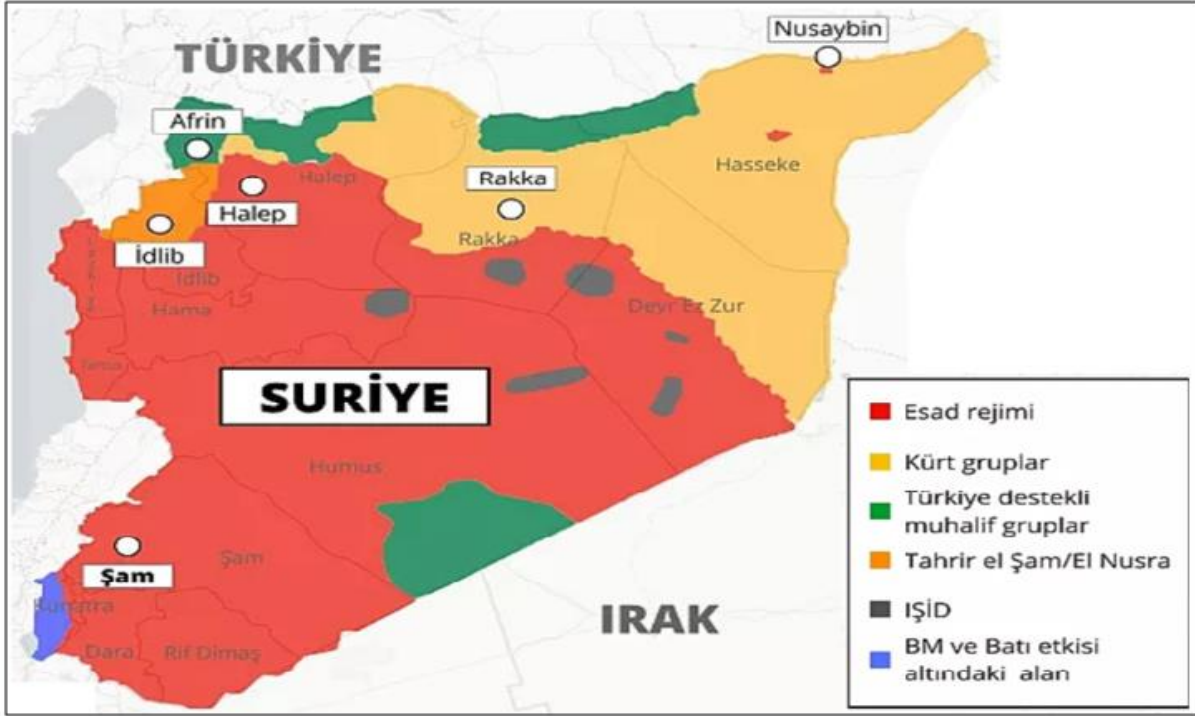 TÜRKİYE
Nusaybin
Afrin
Hasseke
Halep
Rakka
Halep
Rakka
İdlib
İdlib
Hama
Deyr Ez Zur
SURİYE
Humus
Şam
Şam
Dara
Rif Dimaş
IRAK
Esad rejimi
Kürt gruplar
Türkiye destekli
muhalif gruplar
Tahrir el Şam/El Nusra
IŞİD
BM ve Batı etkisi
altındaki alan